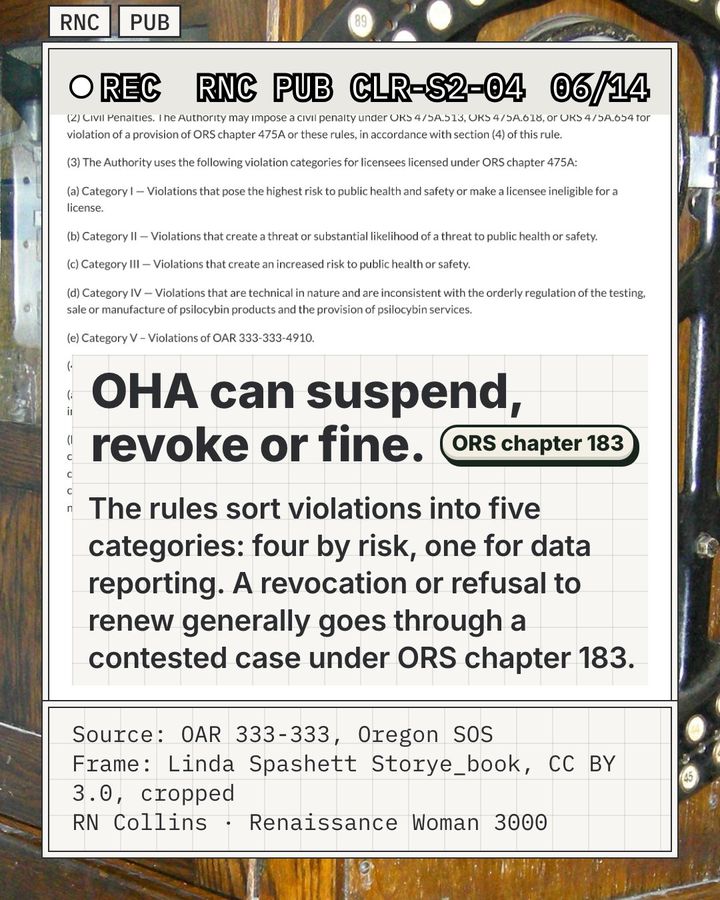 RNC PUB
REC RNC PUB CLR-S2-04 06/14
(2) Civil Penalties. The Authority may impose a civil penalty under ORS 475A.513, ORS 475A.618, or ORS 475A.654 for
violation of a provision of ORS chapter 475A or these rules, in accordance with section (4) of this rule.
(3) The Authority uses the following violation categories for licensees licensed under ORS chapter 475A:
(a) Category I — Violations that pose the highest risk to public health and safety or make a licensee ineligible for a
license.
(b) Category II — Violations that create a threat or substantial likelihood of a threat to public health or safety.
(c) Category III — Violations that create an increased risk to public health or safety.
(d) Category IV — Violations that are technical in nature and are inconsistent with the orderly regulation of the testing,
sale or manufacture of psilocybin products and the provision of psilocybin services.
(e) Category V – Violations of OAR 333-333-4910.
OHA can suspend,
revoke or fine. ORS chapter 183
The rules sort violations into five
categories: four by risk, one for data
reporting. A revocation or refusal to
renew generally goes through a
contested case under ORS chapter 183.
Source: OAR 333-333, Oregon SOS
Frame: Linda Spashett Storye_book, CC BY
3.0, cropped
RN Collins · Renaissance Woman 3000
89
45